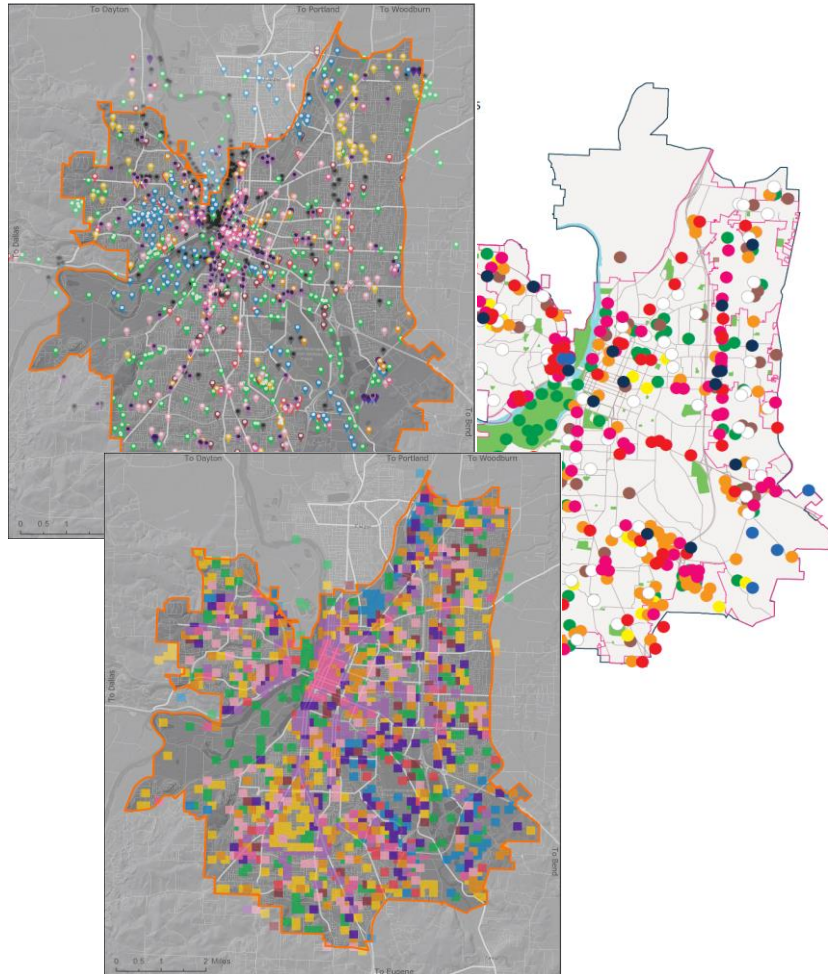 To Dayton
To Portland
To Woodburn
s
To Dallas
To Bend
0 0.5 1
To Dayton
To Portland
To Woodburn
To Dallas
To Bend
0 0.5 1 2 Miles
To Eugene